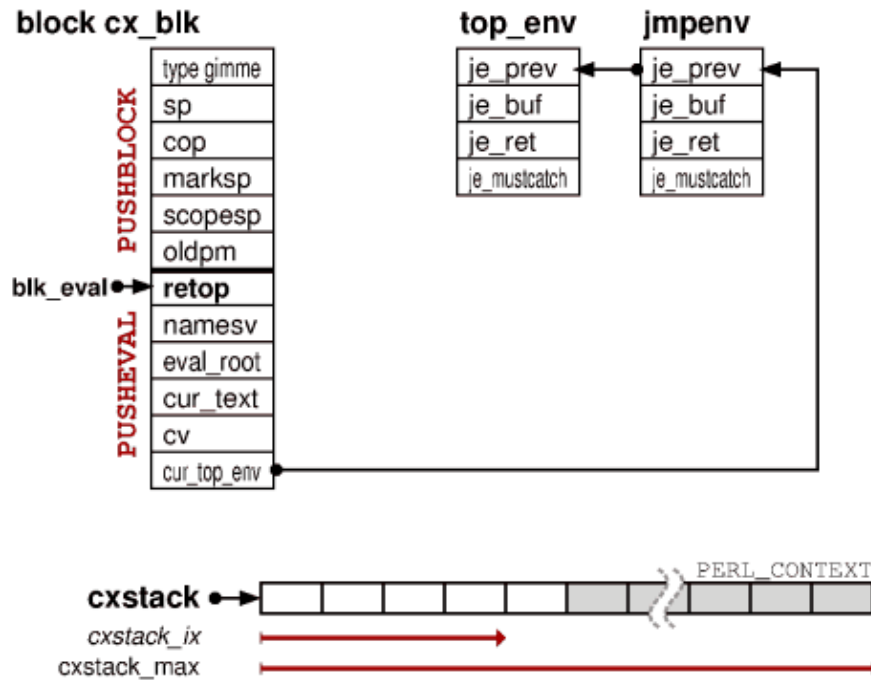 block cx_blk
top_env
jmpenv
PUSHBLOCK
type gimme
sp
cop
marksp
scopesp
oldpm
je_prev
je_buf
je_ret
je_mustcatch
je_prev
je_buf
je_ret
je_mustcatch
blk_eval
PUSHEVAL
retop
namesv
eval_root
cur_text
cv
cur_top_env
PERL_CONTEXT
cxstack
cxstack_ix
cxstack_max